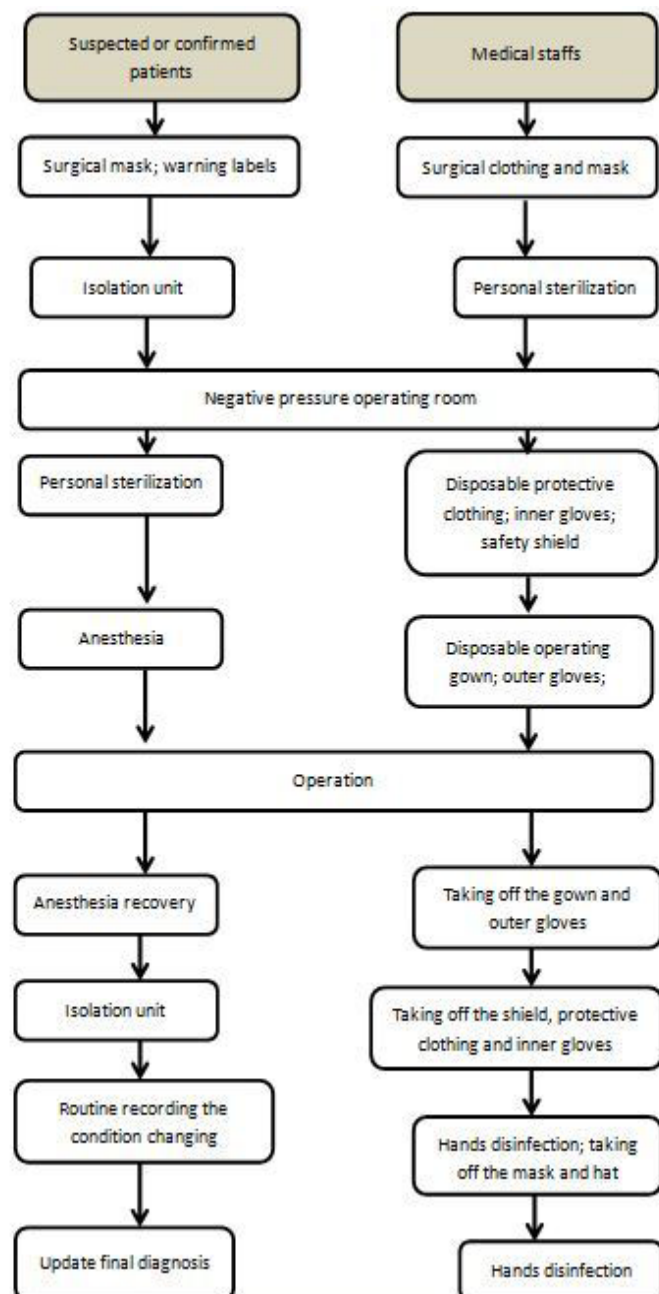 Suspected or confirmed
patients
Medical staffs
Surgical mask; warning labels
Surgical clothing and mask
Isolation unit
Personal sterilization
Negative pressure operating room
Personal sterilization
Disposable protective
clothing; inner gloves;
safety shield
Anesthesia
Disposable operating
gown; outer gloves;
Operation
Anesthesia recovery
Taking off the gown and
outer gloves
Isolation unit
Taking off the shield, protective
clothing and inner gloves
Routine recording the
condition changing
Hands disinfection; taking
off the mask and hat
Update final diagnosis
Hands disinfection